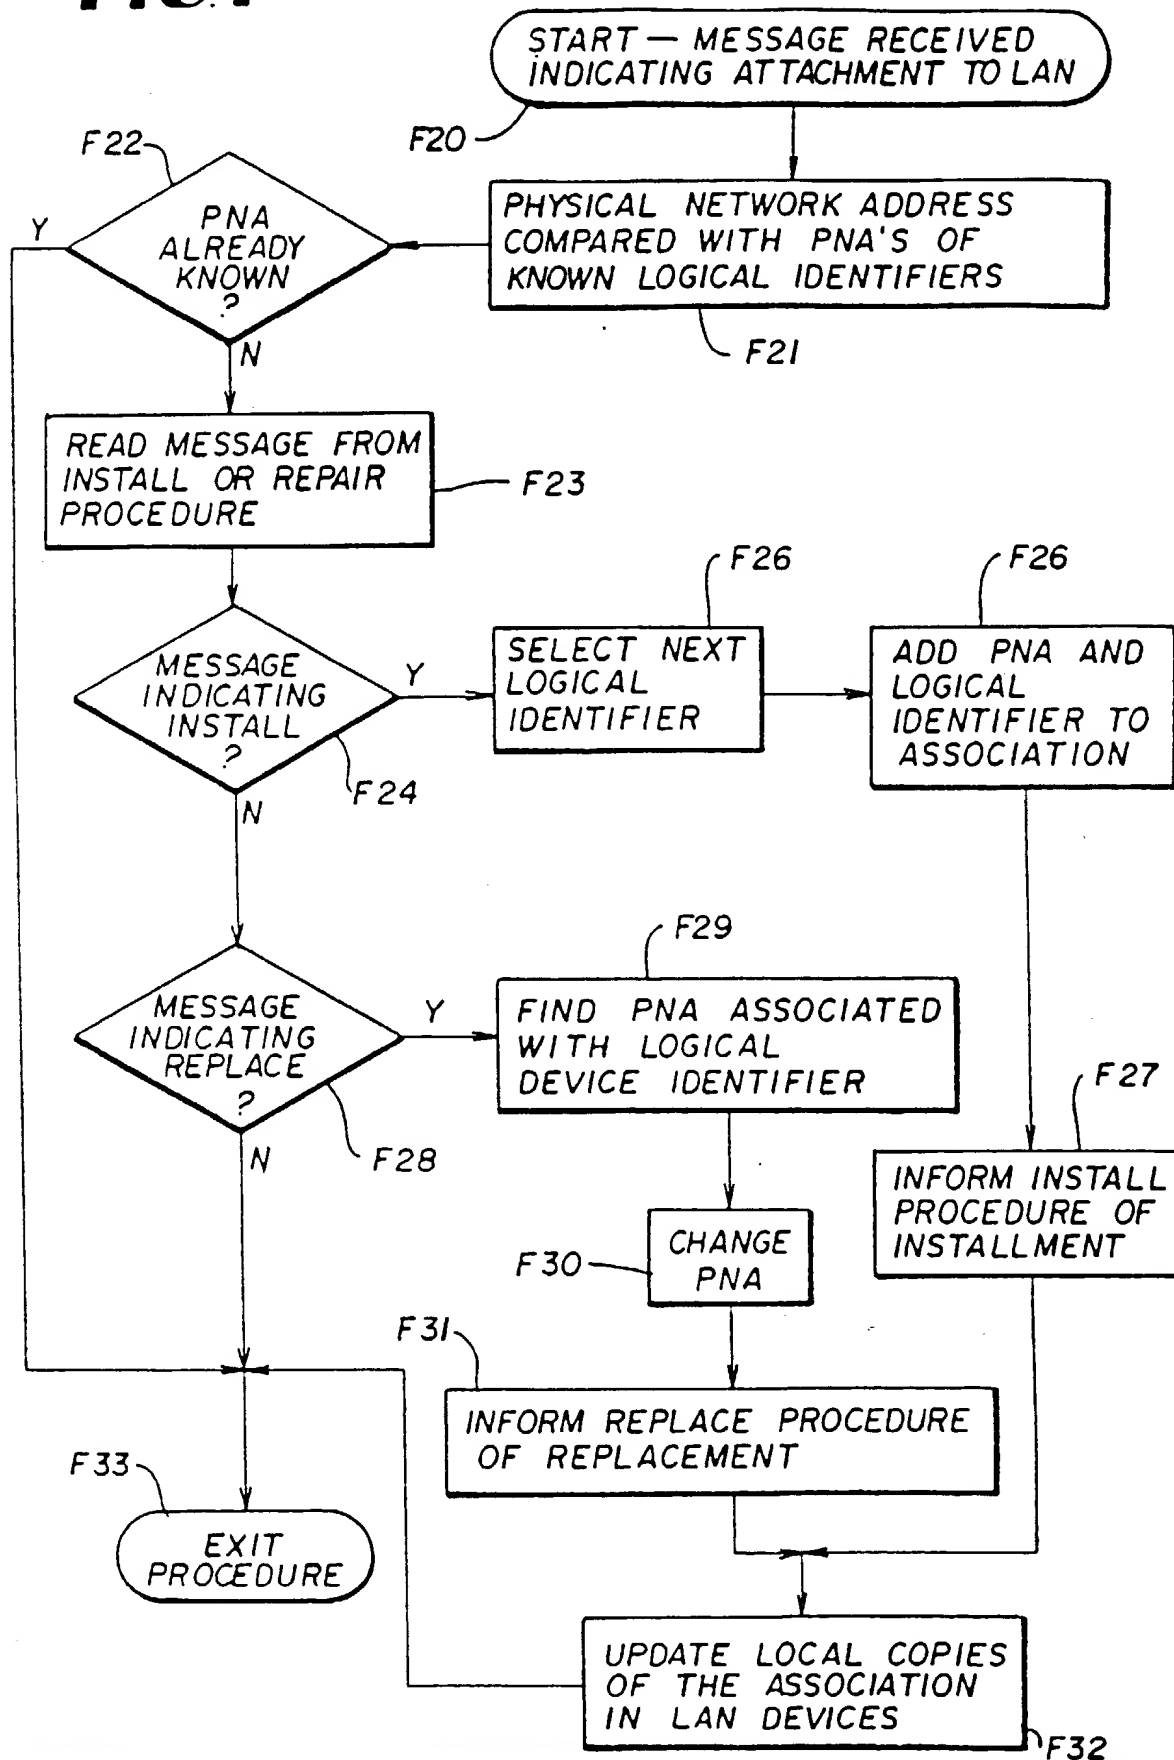 START — MESSAGE RECEIVED
INDICATING ATTACHMENT TO LAN
F20
F22
PHYSICAL NETWORK ADDRESS
COMPARED WITH PNA'S OF
KNOWN LOGICAL IDENTIFIERS
F21
Y
PNA
ALREADY
KNOWN
?
N
READ MESSAGE FROM
INSTALL OR REPAIR
PROCEDURE
F23
MESSAGE
INDICATING
INSTALL
?
F24
Y
N
F26
SELECT NEXT
LOGICAL
IDENTIFIER
F26
ADD PNA AND
LOGICAL
IDENTIFIER TO
ASSOCIATION
MESSAGE
INDICATING
REPLACE
?
F28
Y
N
F29
FIND PNA ASSOCIATED
WITH LOGICAL
DEVICE IDENTIFIER
F27
INFORM INSTALL
PROCEDURE OF
INSTALLMENT
F30
CHANGE
PNA
F31
INFORM REPLACE PROCEDURE
OF REPLACEMENT
F33
EXIT
PROCEDURE
UPDATE LOCAL COPIES
OF THE ASSOCIATION
IN LAN DEVICES
F32